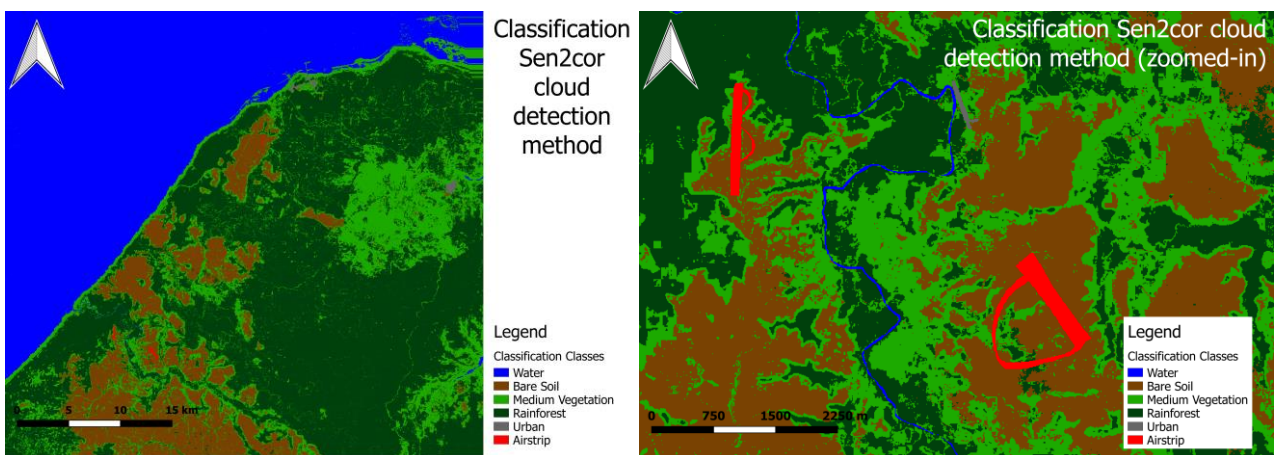 Classification
Sen2cor
cloud
detection
method
Legend
Classification Classes
Water
Bare Soil
Medium Vegetation
Rainforest
Urban
Airstrip
0 5 10 15 km
Classification Sen2cor cloud
detection method (zoomed-in)
Legend
Classification Classes
Water
Bare Soil
Medium Vegetation
Rainforest
Urban
Airstrip
0 750 1500 2250 m